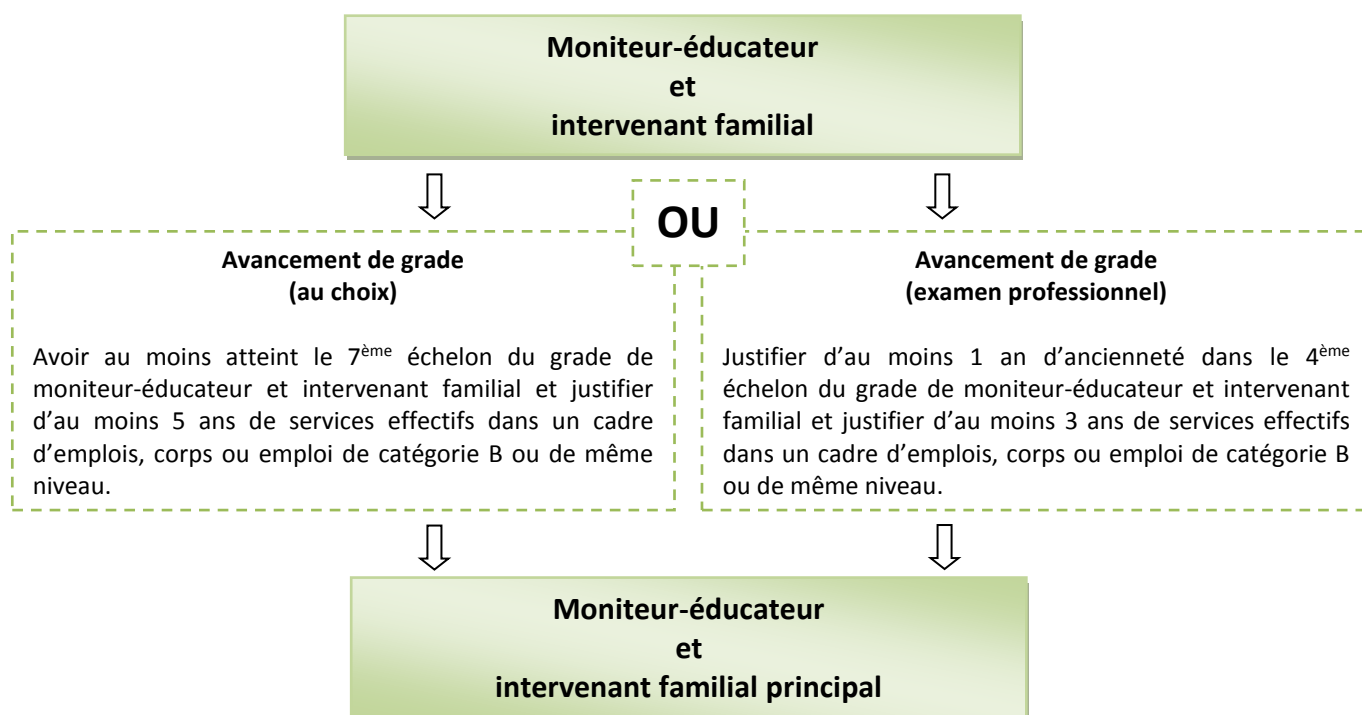 Moniteur-éducateur
et
intervenant familial
OU
Avancement de grade
(au choix)
Avoir au moins atteint le 7ème échelon du grade de
moniteur-éducateur et intervenant familial et justifier
d’au moins 5 ans de services effectifs dans un cadre
d’emplois, corps ou emploi de catégorie B ou de même
niveau.
Avancement de grade
(examen professionnel)
Justifier d’au moins 1 an d’ancienneté dans le 4ème
échelon du grade de moniteur-éducateur et intervenant
familial et justifier d’au moins 3 ans de services effectifs
dans un cadre d’emplois, corps ou emploi de catégorie B
ou de même niveau.
Moniteur-éducateur
et
intervenant familial principal